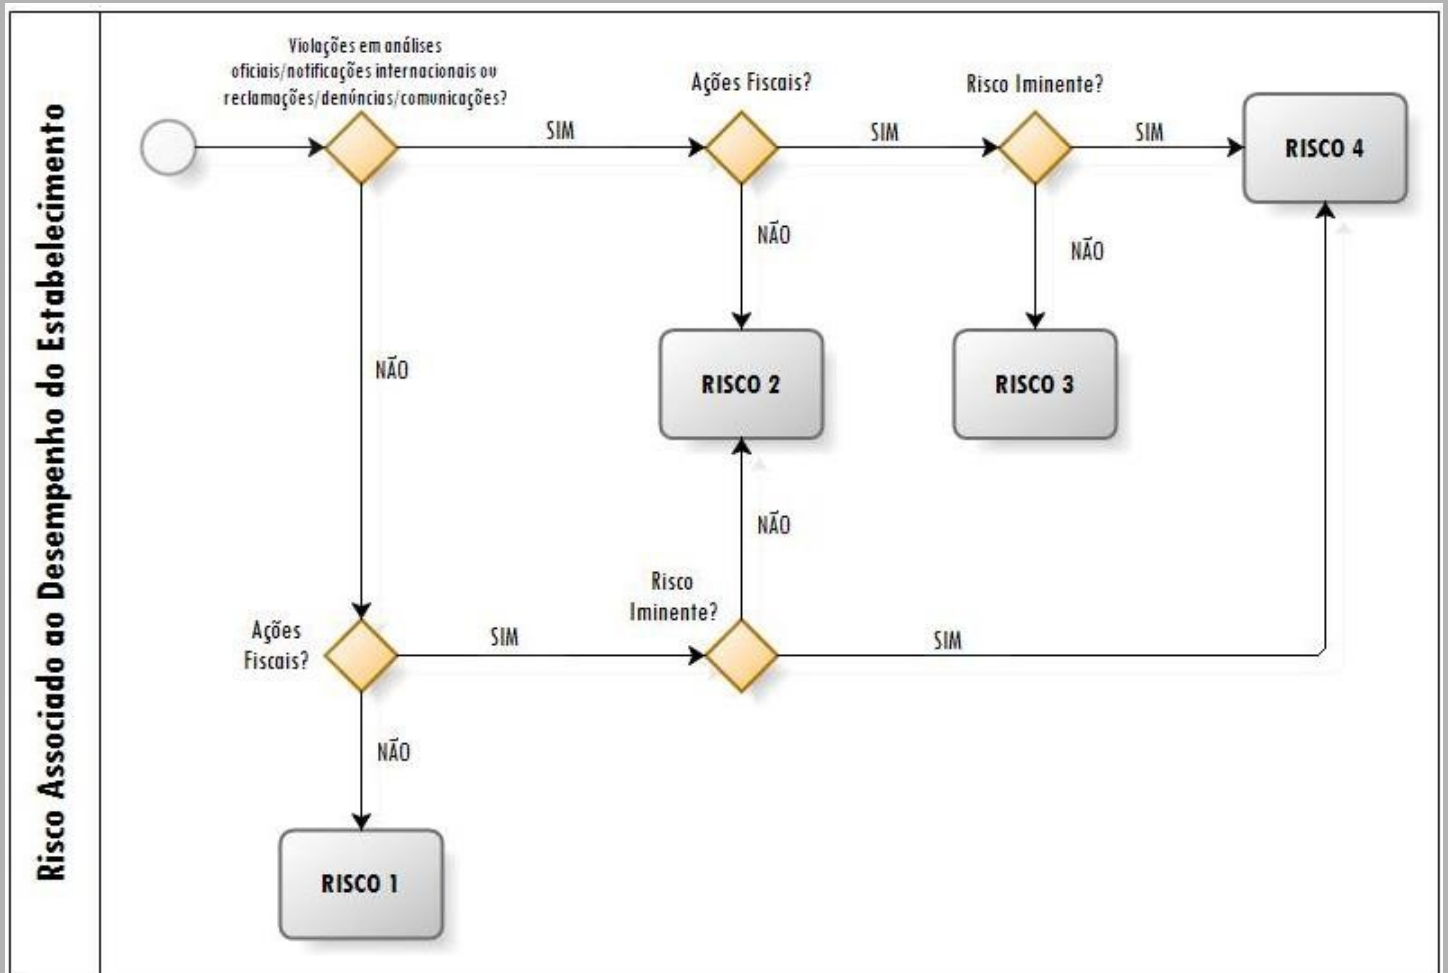 Risco Associado ao Desempenho do Estabelecimento
Violações em análises
oficiais/notificações internacionais ou
reclamações/denúncias/comunicações?
SIM
Ações Fiscais?
SIM
Risco Iminente?
SIM
RISCO 4
NÃO
NÃO
NÃO
RISCO 2
RISCO 3
NÃO
Risco
Iminente?
Ações
Fiscais?
SIM
SIM
NÃO
RISCO 1